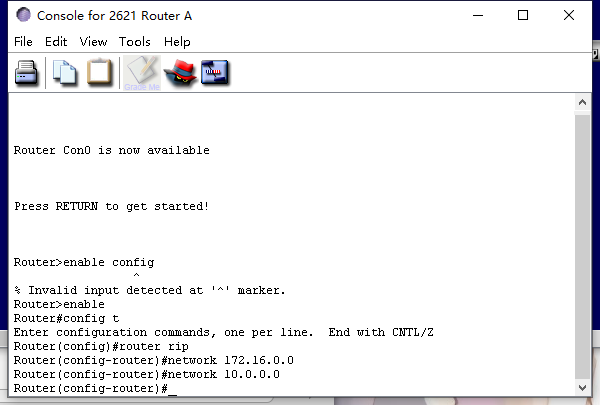 Console for 2621 Router A
File Edit View Tools Help
Grade Me
Router Con0 is now available
Press RETURN to get started!
Router>enable config
^
% Invalid input detected at '^' marker.
Router>enable
Router#config t
Enter configuration commands, one per line.  End with CNTL/Z
Router(config)#router rip
Router(config-router)#network 172.16.0.0
Router(config-router)#network 10.0.0.0
Router(config-router)#_